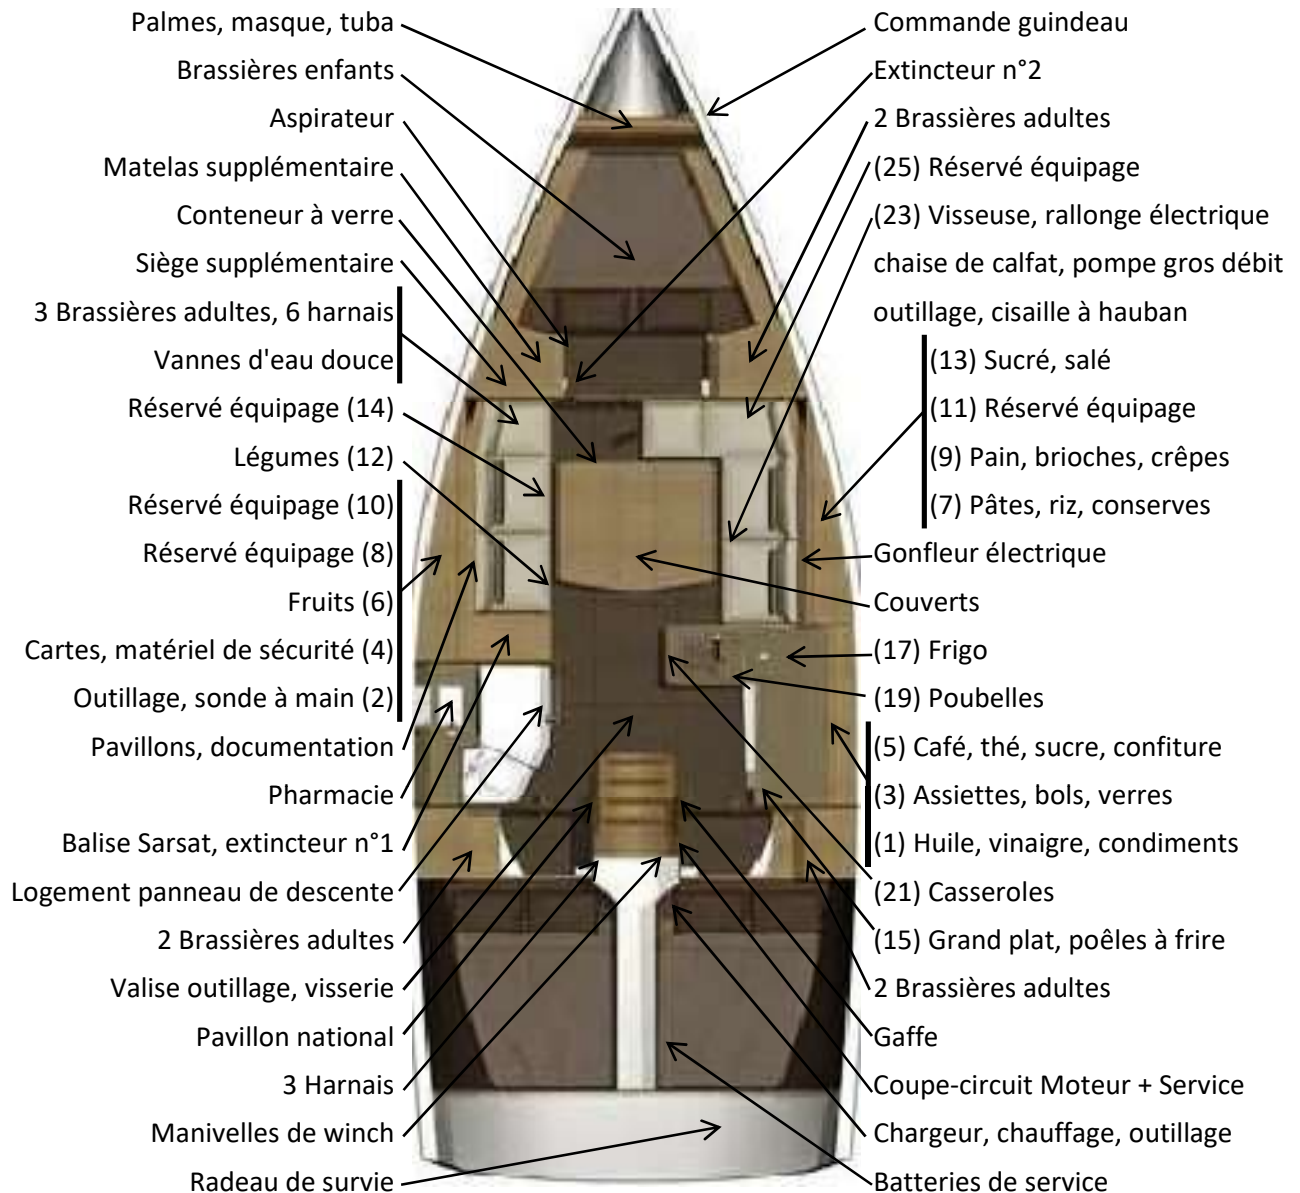 Palmes, masque, tuba
Brassières enfants
Aspirateur
Matelas supplémentaire
Conteneur à verre
Siège supplémentaire
3 Brassières adultes, 6 harnais
Vannes d'eau douce
Réservé équipage (14)
Légumes (12)
Réservé équipage (10)
Réservé équipage (8)
Fruits (6)
Cartes, matériel de sécurité (4)
Outillage, sonde à main (2)
Pavillons, documentation
Pharmacie
Balise Sarsat, extincteur n°1
Logement panneau de descente
2 Brassières adultes
Valise outillage, visserie
Pavillon national
3 Harnais
Manivelles de winch
Radeau de survie
Commande guindeau
Extincteur n°2
2 Brassières adultes
(25) Réservé équipage
(23) Visseuse, rallonge électrique
chaise de calfat, pompe gros débit
outillage, cisaille à hauban
(13) Sucré, salé
(11) Réservé équipage
(9) Pain, brioches, crêpes
(7) Pâtes, riz, conserves
Gonfleur électrique
Couverts
(17) Frigo
(19) Poubelles
(5) Café, thé, sucre, confiture
(3) Assiettes, bols, verres
(1) Huile, vinaigre, condiments
(21) Casseroles
(15) Grand plat, poêles à frire
2 Brassières adultes
Gaffe
Coupe-circuit Moteur + Service
Chargeur, chauffage, outillage
Batteries de service